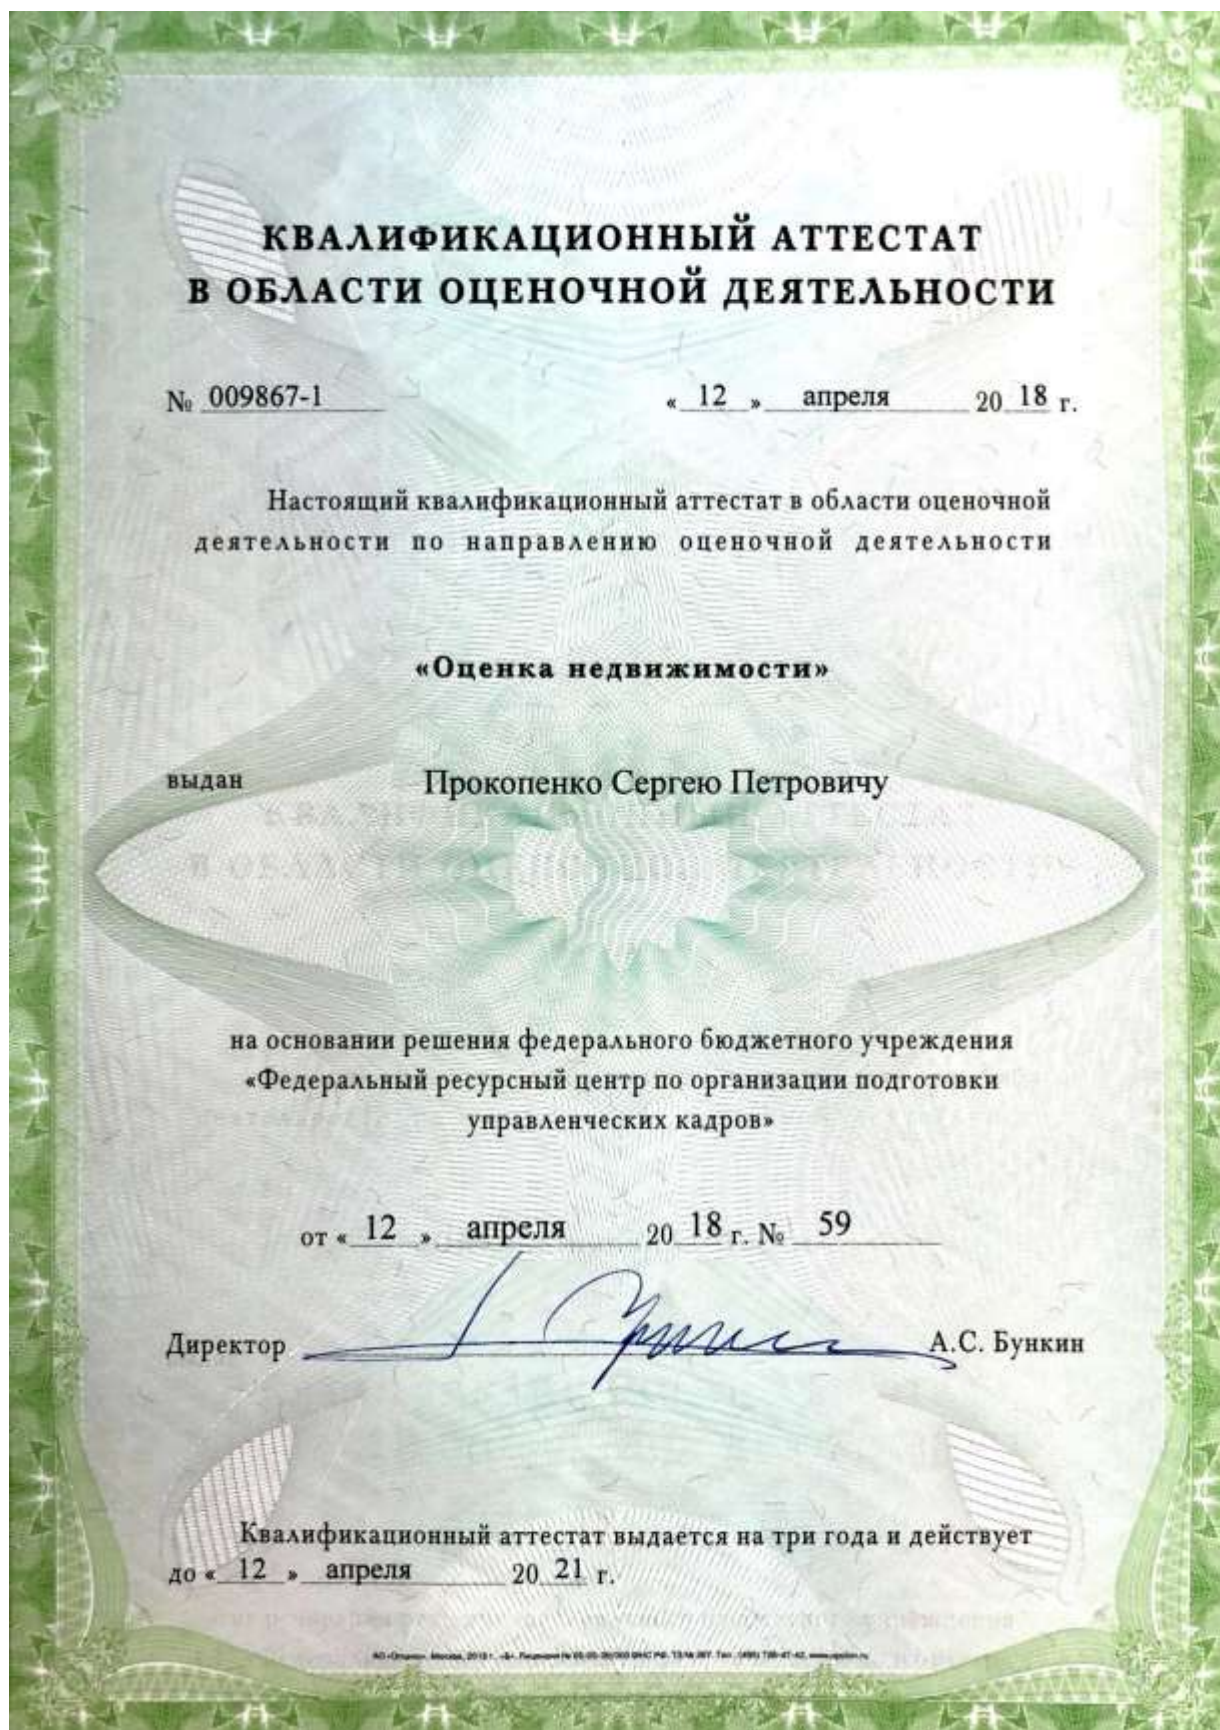 КВАЛИФИКАЦИОННЫЙ АТТЕСТАТ
В ОБЛАСТИ ОЦЕНОЧНОЙ ДЕЯТЕЛЬНОСТИ
№ 009867-1 « 12 » апреля 20 18 г.
Настоящий квалификационный аттестат в области оценочной
деятельности по направлению оценочной деятельности
«Оценка недвижимости»
выдан Прокопенко Сергею Петровичу
на основании решения федерального бюджетного учреждения
«Федеральный ресурсный центр по организации подготовки
управленческих кадров»
от « 12 » апреля 20 18 г. № 59
Директор А.С. Бункин
Квалификационный аттестат выдается на три года и действует
до « 12 » апреля 20 21 г.